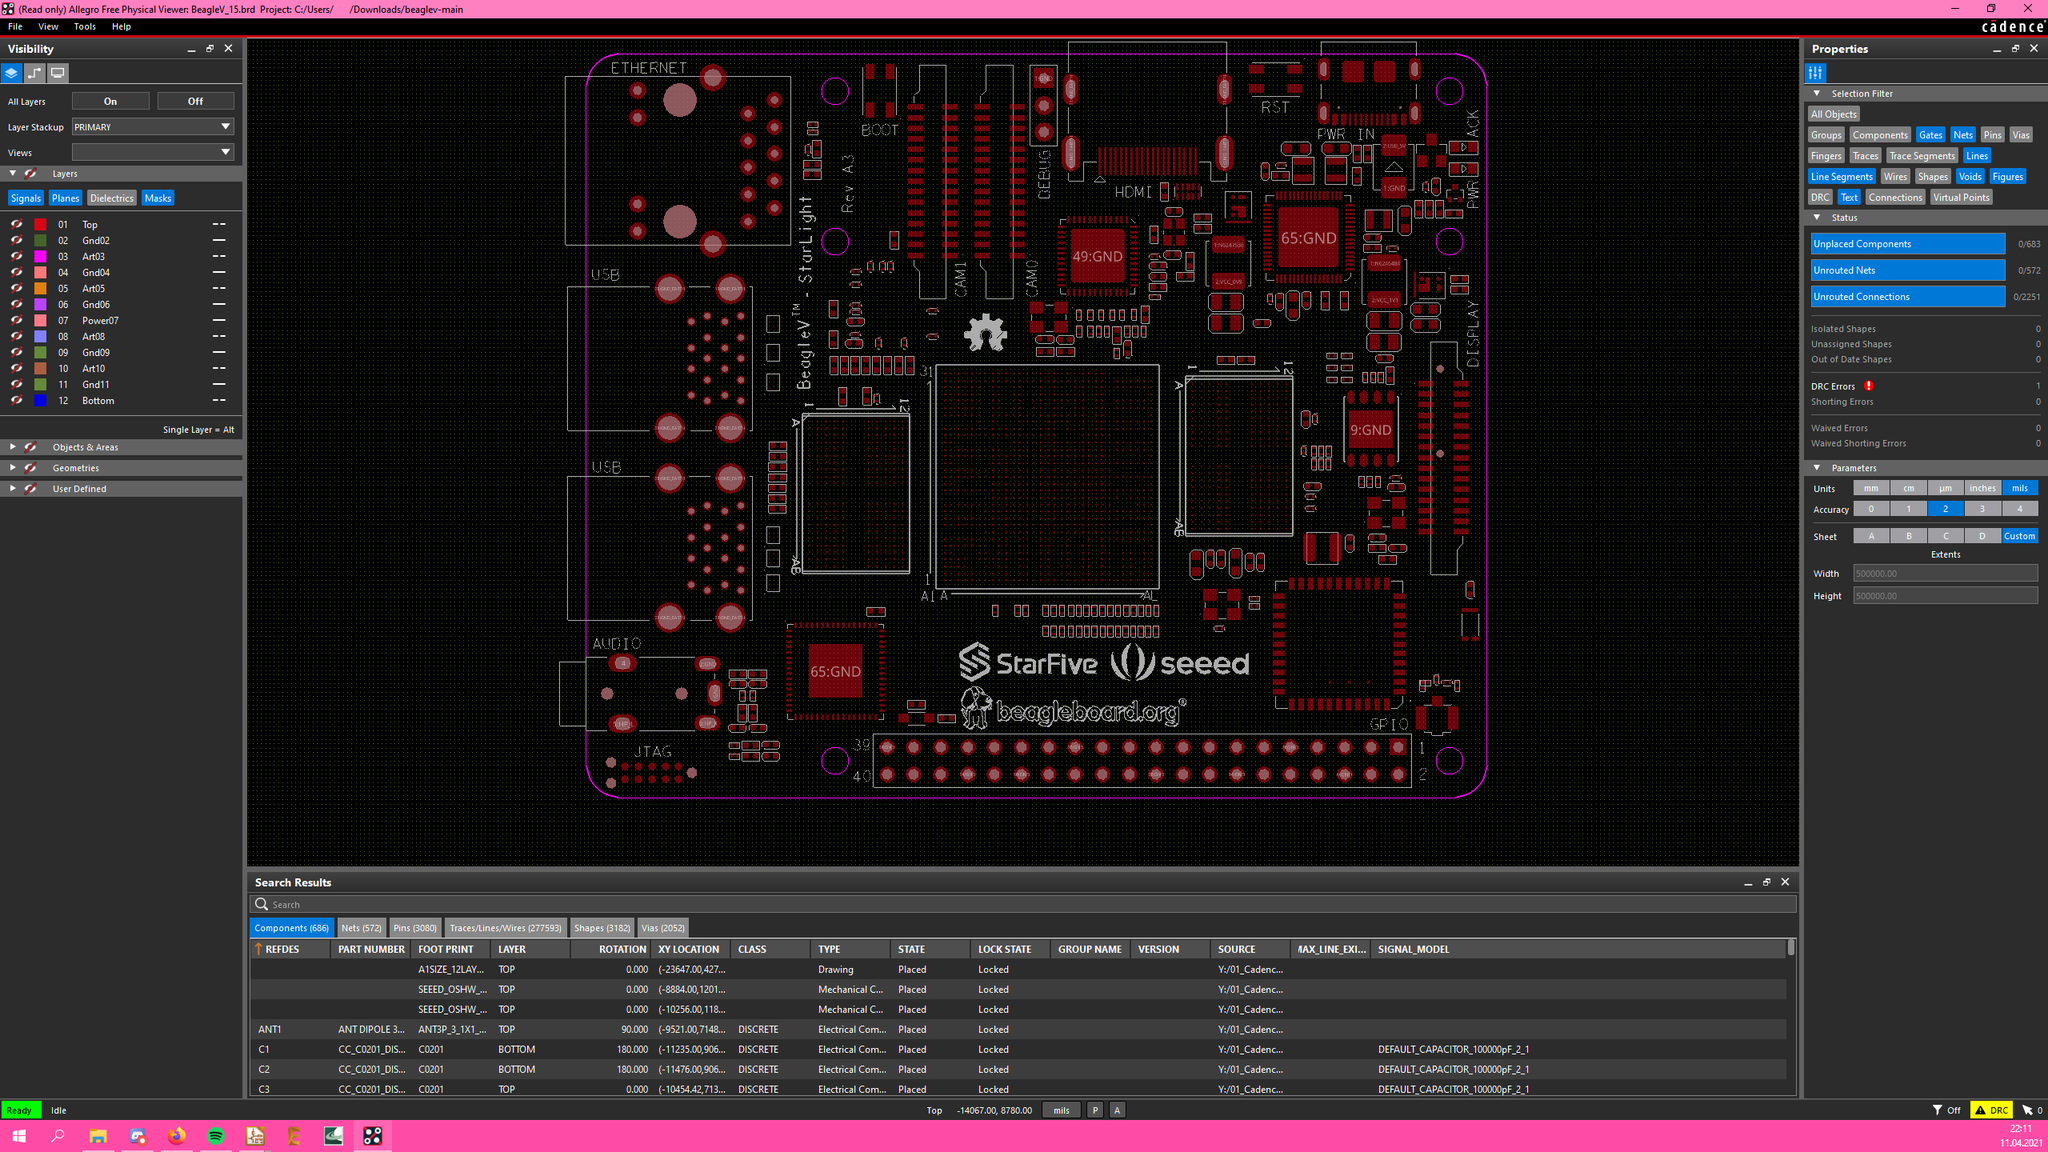 (Read only) Allegro Free Physical Viewer: BeagleV_15.brd Project: C:/Users/ /Downloads/beaglev-main
File View Tools Help
cādence
Visibility
All Layers On Off
Layer Stackup PRIMARY
Views
Layers
Signals Planes Dielectrics Masks
01 Top
02 Gnd02
03 Art03
04 Gnd04
05 Art05
06 Gnd06
07 Power07
08 Art08
09 Gnd09
10 Art10
11 Gnd11
12 Bottom
Single Layer = Alt
Objects & Areas
Geometries
User Defined
ETHERNET
BOOT
Rev A3
DEBUG
HDMI
RST
PWR IN
ACK
PWR
BeagleV™ - StarLight
CAM1
CAM0
49:GND
65:GND
1:GND
USB
DISPLAY
31
1 12
A
AB
1 12
A
AB
9:GND
USB
1
A1 A AL
AUDIO
65:GND
StarFive seeed
beagleboard.org®
GPIO
JTAG
39 1
40 2
Properties
Selection Filter
All Objects
Groups Components Gates Nets Pins Vias
Fingers Traces Trace Segments Lines
Line Segments Wires Shapes Voids Figures
DRC Text Connections Virtual Points
Status
Unplaced Components 0/683
Unrouted Nets 0/572
Unrouted Connections 0/2251
Isolated Shapes 0
Unassigned Shapes 0
Out of Date Shapes 0
DRC Errors 1
Shorting Errors 0
Waived Errors 0
Waived Shorting Errors 0
Parameters
Units mm cm µm inches mils
Accuracy 0 1 2 3 4
Sheet A B C D Custom
Extents
Width 500000.00
Height 500000.00
Search Results
Search
Components (686) Nets (572) Pins (3080) Traces/Lines/Wires (277593) Shapes (3182) Vias (2052)
REFDES PART NUMBER FOOT PRINT LAYER ROTATION XY LOCATION CLASS TYPE STATE LOCK STATE GROUP NAME VERSION SOURCE MAX_LINE_EXI... SIGNAL_MODEL
A1SIZE_12LAY... TOP 0.000 (-23647.00,427... Drawing Placed Locked Y:/01_Cadenc...
SEEED_OSHW_... TOP 0.000 (-8884.00,1201... Mechanical C... Placed Locked Y:/01_Cadenc...
SEEED_OSHW_... TOP 0.000 (-10256.00,118... Mechanical C... Placed Locked Y:/01_Cadenc...
ANT1 ANT DIPOLE 3... ANT3P_3_1X1_... TOP 90.000 (-9521.00,7148... DISCRETE Electrical Com... Placed Locked Y:/01_Cadenc...
C1 CC_C0201_DIS... C0201 BOTTOM 180.000 (-11235.00,906... DISCRETE Electrical Com... Placed Locked Y:/01_Cadenc... DEFAULT_CAPACITOR_100000pF_2_1
C2 CC_C0201_DIS... C0201 BOTTOM 180.000 (-11476.00,906... DISCRETE Electrical Com... Placed Locked Y:/01_Cadenc... DEFAULT_CAPACITOR_100000pF_2_1
C3 CC_C0201_DIS... C0201 TOP 0.000 (-10454.42,713... DISCRETE Electrical Com... Placed Locked Y:/01_Cadenc... DEFAULT_CAPACITOR_100000pF_2_1
Ready Idle Top -14067.00, 8780.00 mils P A Off DRC 0
22:11
11.04.2021